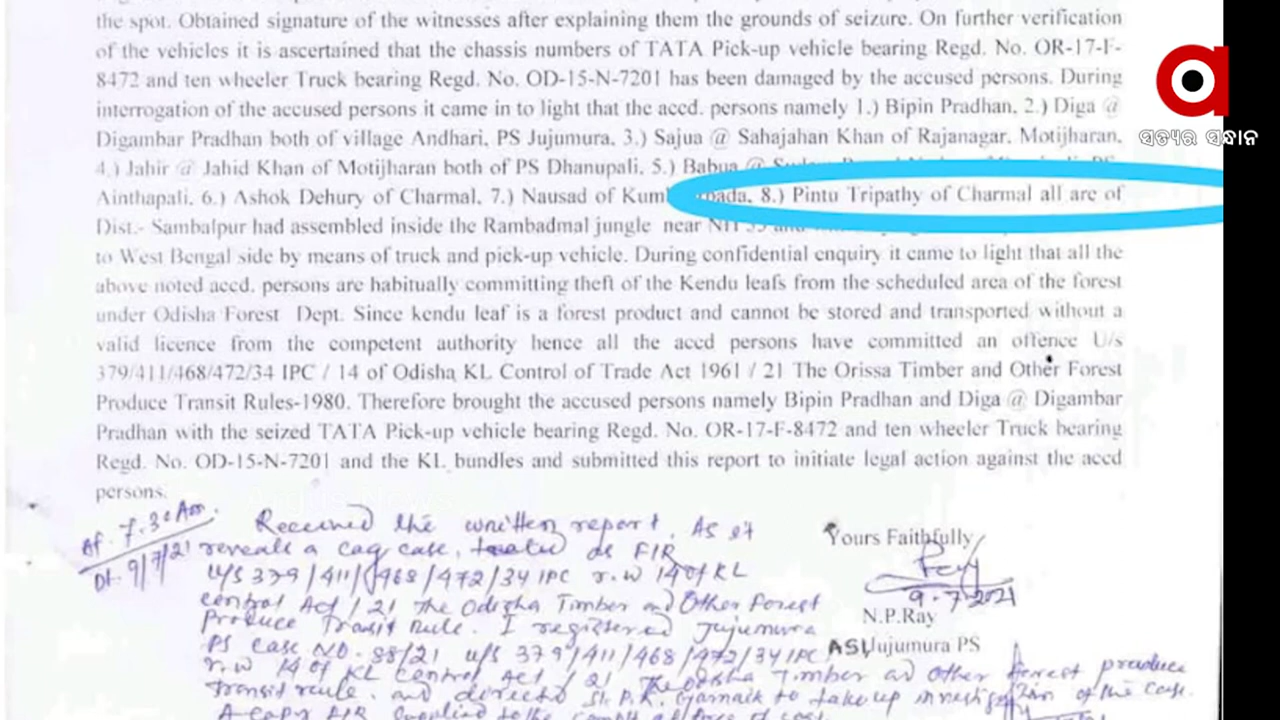 the spot. Obtained signature of the witnesses after explaining them the grounds of seizure. On further verification
of the vehicles it is ascertained that the chassis numbers of TATA Pick-up vehicle bearing Regd. No. OR-17-F-
8472 and ten wheeler Truck bearing Regd. No. OD-15-N-7201 has been damaged by the accused persons. During
interrogation of the accused persons it came in to light that the accd. persons namely 1.) Bipin Pradhan, 2.) Diga @
Digambar Pradhan both of village Andhari, PS Jujumura, 3.) Sajua @ Sahajahan Khan of Rajanagar, Motijharan,
4.) Jahir @ Jahid Khan of Motijharan both of PS Dhanupali, 5.) Babua @
Ainthapali, 6.) Ashok Dehury of Charmal, 7.) Nausad of 8.) Pintu Tripathy of Charmal all are of
Dist.- Sambalpur had assembled inside the Rambadmal jungle near
to West Bengal side by means of truck and pick-up vehicle. During confidential enquiry it came to light that all the
above noted accd. persons are habitually committing theft of the Kendu leafs from the scheduled area of the forest
under Odisha Forest Dept. Since kendu leaf is a forest product and cannot be stored and transported without a
valid licence from the competent authority hence all the accd persons have committed an offence U/s
379/411/468/472/34 IPC / 14 of Odisha KL Control of Trade Act 1961 / 21 The Orissa Timber and Other Forest
Produce Transit Rules-1980. Therefore brought the accused persons namely Bipin Pradhan and Diga @ Digambar
Pradhan with the seized TATA Pick-up vehicle bearing Regd. No. OR-17-F-8472 and ten wheeler Truck bearing
Regd. No. OD-15-N-7201 and the KL bundles and submitted this report to initiate legal action against the accd
persons.
Yours Faithfully
9.7.2021
N.P.Ray
ASI Jujumura PS
At 7.30 Am.
Dt. 9/7/21
Received the written report. As it
reveals a cog case, treated as FIR
u/s 379/411/468/472/34 IPC r.w 14 of KL
control Act / 21 The Odisha Timber and Other Forest
Produce Transit Rule. I registered Jujumura
PS case No. 88/21 u/s 379/411/468/472/34 IPC
r.w 14 of KL control Act / 21 The Odisha Timber and Other forest produce
Transit rule. and directed to take up investigation of the case.
A copy FIR supplied to the free of cost.
ସତ୍ୟର ସନ୍ଧାନ